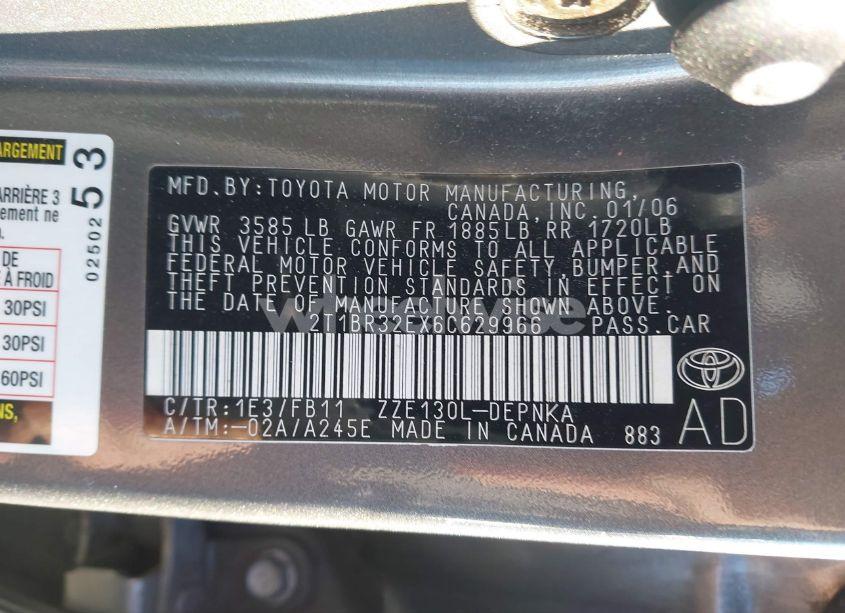 ARGEMENT
ARRIÈRE 3
ement ne
.
DE
À FROID
30PSI
30PSI
60PSI
NS,
02502
53
MFD.BY:TOYOTA MOTOR MANUFACTURING,
CANADA,INC.01/06
GVWR 3585 LB GAWR FR 1885LB RR 1720LB
THIS VEHICLE CONFORMS TO ALL APPLICABLE
FEDERAL MOTOR VEHICLE SAFETY,BUMPER,AND
THEFT PREVENTION STANDARDS IN EFFECT ON
THE DATE OF MANUFACTURE SHOWN ABOVE.
2T1BR32EX6C629966 PASS.CAR
C/TR:1E3/FB11 ZZE130L-DEPNKA
A/TM:-02A/A245E MADE IN CANADA 883
AD